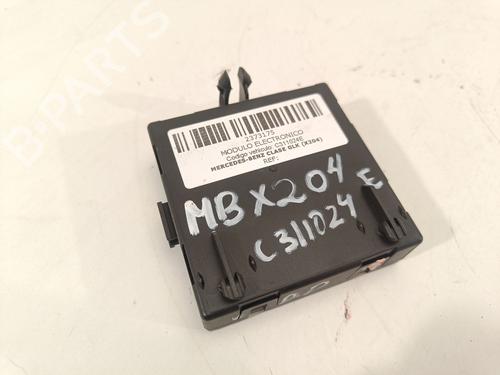 2373175
MODULO ELECTRONICO
Codigo vehiculo: C311024E
MERCEDES-BENZ CLASE GLK (X204)
REF:
MB X204
C311024 E
PARTS